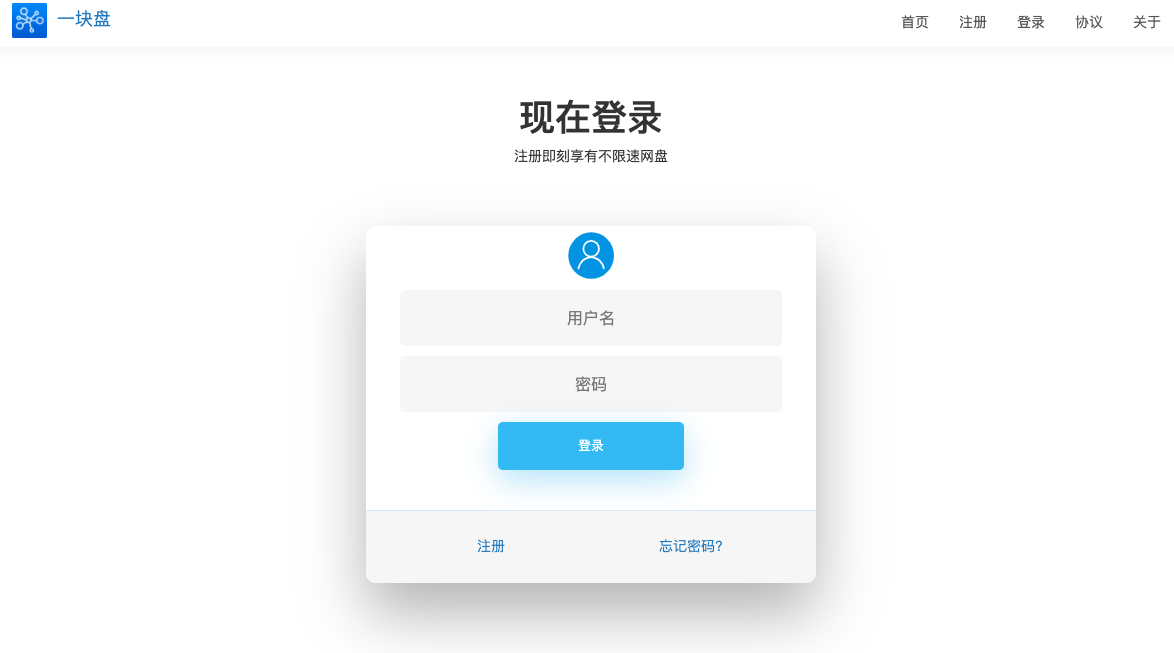 一块盘
首页 注册 登录 协议 关于
现在登录
注册即刻享有不限速网盘
用户名
密码
登录
注册 忘记密码?